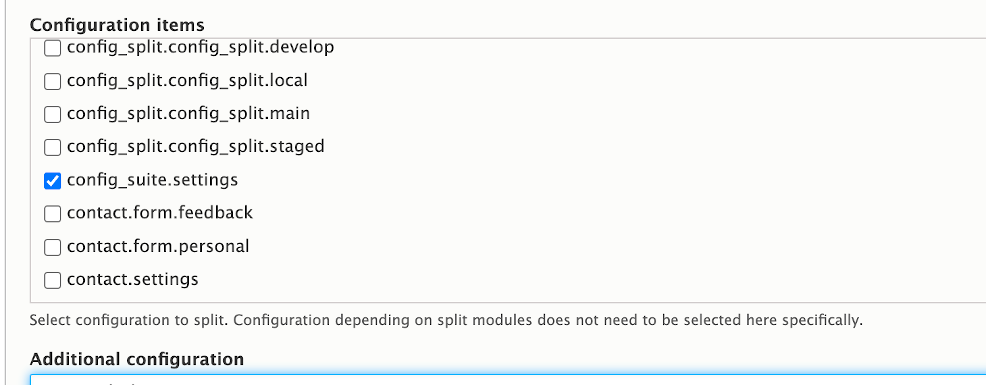 Configuration items
config_split.config_split.develop
config_split.config_split.local
config_split.config_split.main
config_split.config_split.staged
config_suite.settings
contact.form.feedback
contact.form.personal
contact.settings
Select configuration to split. Configuration depending on split modules does not need to be selected here specifically.
Additional configuration